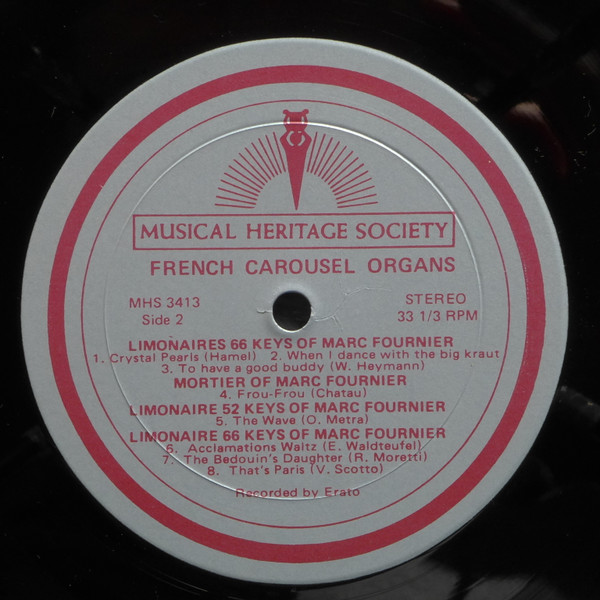 MUSICAL HERITAGE SOCIETY
FRENCH CAROUSEL ORGANS
MHS 3413
Side 2
STEREO
33 1/3 RPM
LIMONAIRES 66 KEYS OF MARC FOURNIER
1. Crystal Pearls (Hamel) 2. When I dance with the big kraut
3. To have a good buddy (W. Heymann)
MORTIER OF MARC FOURNIER
4. Frou-Frou (Chatau)
LIMONAIRE 52 KEYS OF MARC FOURNIER
5. The Wave (O. Metra)
LIMONAIRE 66 KEYS OF MARC FOURNIER
6. Acclamations Waltz (E. Waldteufel)
7. The Bedouin's Daughter (R. Moretti)
8. That's Paris (V. Scotto)
Recorded by Erato